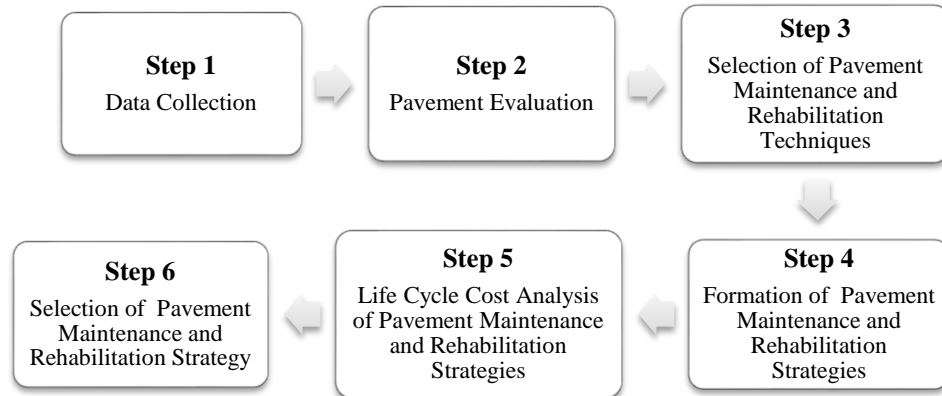 Step 1
Data Collection
Step 2
Pavement Evaluation
Step 3
Selection of Pavement
Maintenance and
Rehabilitation
Techniques
Step 4
Formation of Pavement
Maintenance and
Rehabilitation
Strategies
Step 5
Life Cycle Cost Analysis
of Pavement Maintenance
and Rehabilitation
Strategies
Step 6
Selection of Pavement
Maintenance and
Rehabilitation Strategy